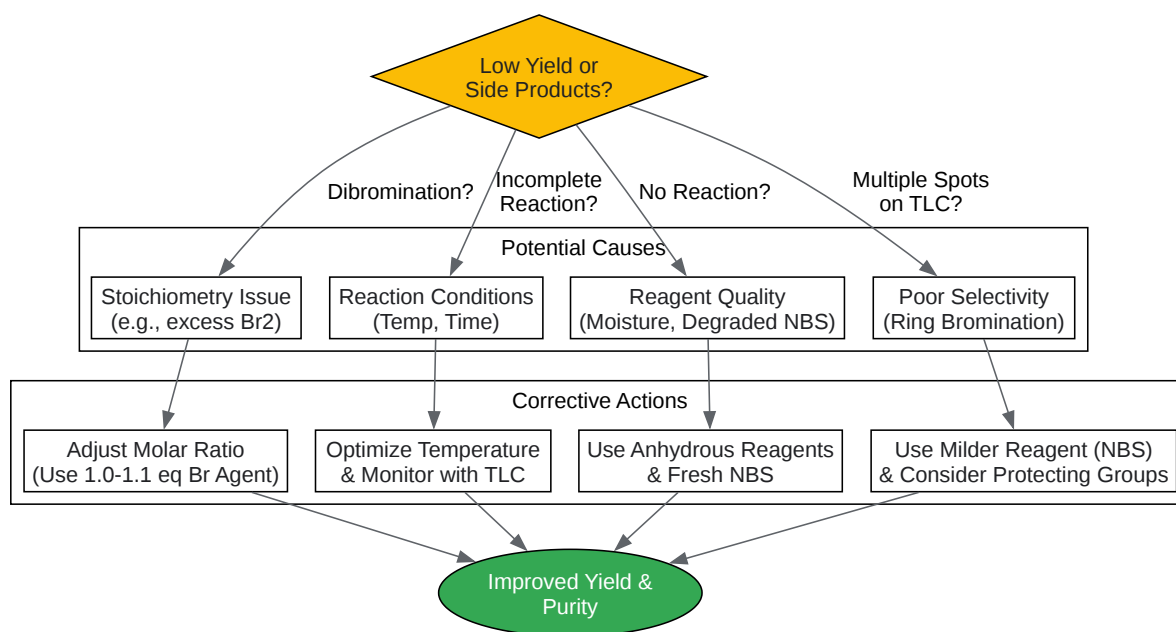 Low Yield or
Side Products?
Dibromination?
Incomplete
Reaction?
No Reaction?
Multiple Spots
on TLC?
Potential Causes
Stoichiometry Issue
(e.g., excess Br2)
Reaction Conditions
(Temp, Time)
Reagent Quality
(Moisture, Degraded NBS)
Poor Selectivity
(Ring Bromination)
Corrective Actions
Adjust Molar Ratio
(Use 1.0-1.1 eq Br Agent)
Optimize Temperature
& Monitor with TLC
Use Anhydrous Reagents
& Fresh NBS
Use Milder Reagent (NBS)
& Consider Protecting Groups
Improved Yield &
Purity